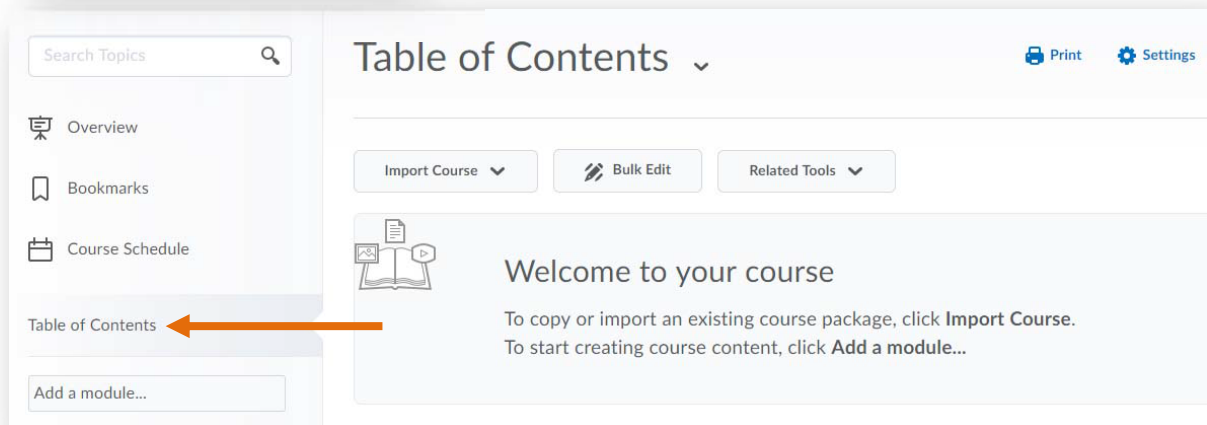 Search Topics
Overview
Bookmarks
Course Schedule
Table of Contents
Add a module...
Table of Contents
Print
Settings
Import Course
Bulk Edit
Related Tools
Welcome to your course
To copy or import an existing course package, click Import Course.
To start creating course content, click Add a module...